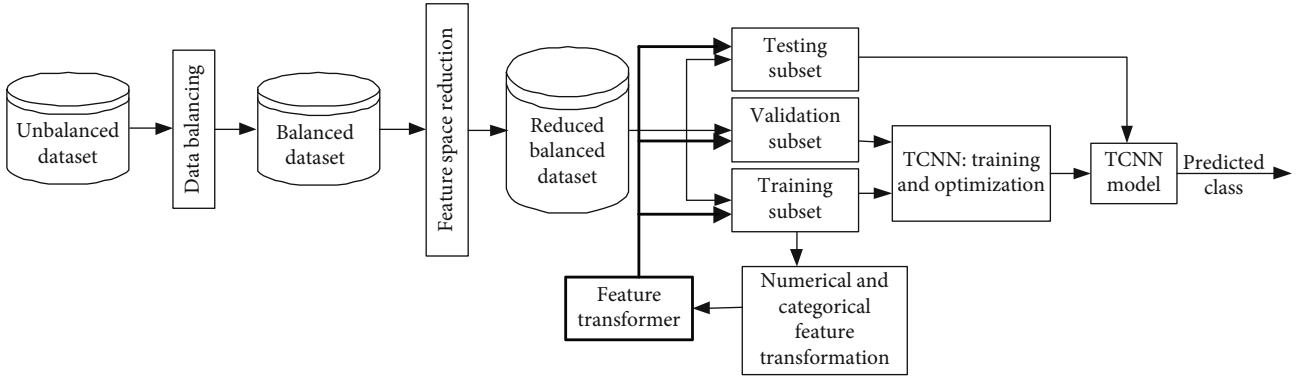 Unbalanced
dataset
Data balancing
Balanced
dataset
Feature space reduction
Reduced
balanced
dataset
Testing
subset
Validation
subset
Training
subset
TCNN: training
and optimization
TCNN
model
Predicted
class
Feature
transformer
Numerical and
categorical
feature
transformation